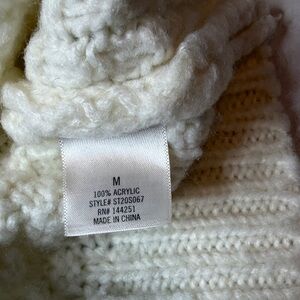 M
100% ACRYLIC
STYLE# ST20S067
RN# 144251
MADE IN CHINA